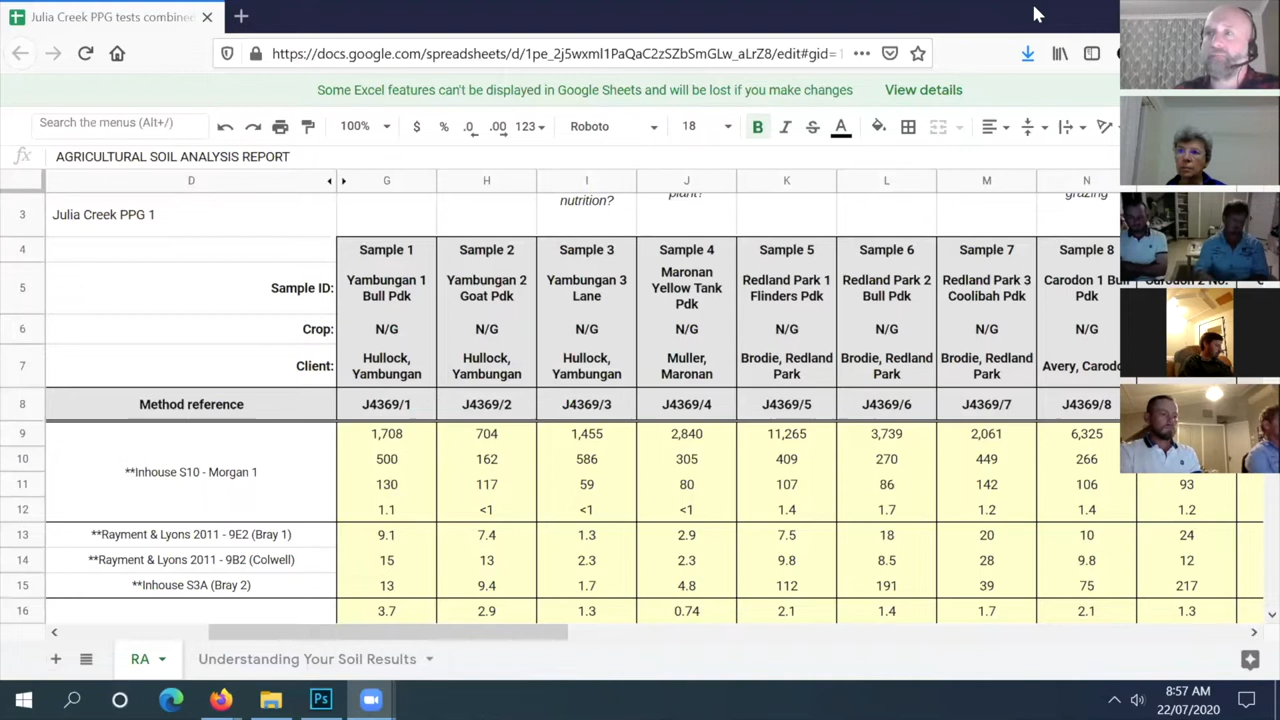 Julia Creek PPG tests combined
https://docs.google.com/spreadsheets/d/1pe_2j5wxml1PaQaC2zSZbSmGLw_aLrZ8/edit#gid=1
Some Excel features can't be displayed in Google Sheets and will be lost if you make changes View details
Search the menus (Alt+/) 100% $ % .0 .00 123 Roboto 18 B I S A
fx AGRICULTURAL SOIL ANALYSIS REPORT
D G H I J K L M N
nutrition? plant? grazing
3 Julia Creek PPG 1
4 Sample 1 Sample 2 Sample 3 Sample 4 Sample 5 Sample 6 Sample 7 Sample 8
5 Sample ID: Yambungan 1 Bull Pdk Yambungan 2 Goat Pdk Yambungan 3 Lane Maronan Yellow Tank Pdk Redland Park 1 Flinders Pdk Redland Park 2 Bull Pdk Redland Park 3 Coolibah Pdk Carodon 1 Bull Pdk Carodon 2 No.
6 Crop: N/G N/G N/G N/G N/G N/G N/G N/G
7 Client: Hullock, Yambungan Hullock, Yambungan Hullock, Yambungan Muller, Maronan Brodie, Redland Park Brodie, Redland Park Brodie, Redland Park Avery, Carodo
8 Method reference J4369/1 J4369/2 J4369/3 J4369/4 J4369/5 J4369/6 J4369/7 J4369/8
9 1,708 704 1,455 2,840 11,265 3,739 2,061 6,325
10 **Inhouse S10 - Morgan 1 500 162 586 305 409 270 449 266
11 130 117 59 80 107 86 142 106 93
12 1.1 <1 <1 <1 1.4 1.7 1.2 1.4 1.2
13 **Rayment & Lyons 2011 - 9E2 (Bray 1) 9.1 7.4 1.3 2.9 7.5 18 20 10 24
14 **Rayment & Lyons 2011 - 9B2 (Colwell) 15 13 2.3 2.3 9.8 8.5 28 9.8 12
15 **Inhouse S3A (Bray 2) 13 9.4 1.7 4.8 112 191 39 75 217
16 3.7 2.9 1.3 0.74 2.1 1.4 1.7 2.1 1.3
RA Understanding Your Soil Results
Ps
8:57 AM
22/07/2020